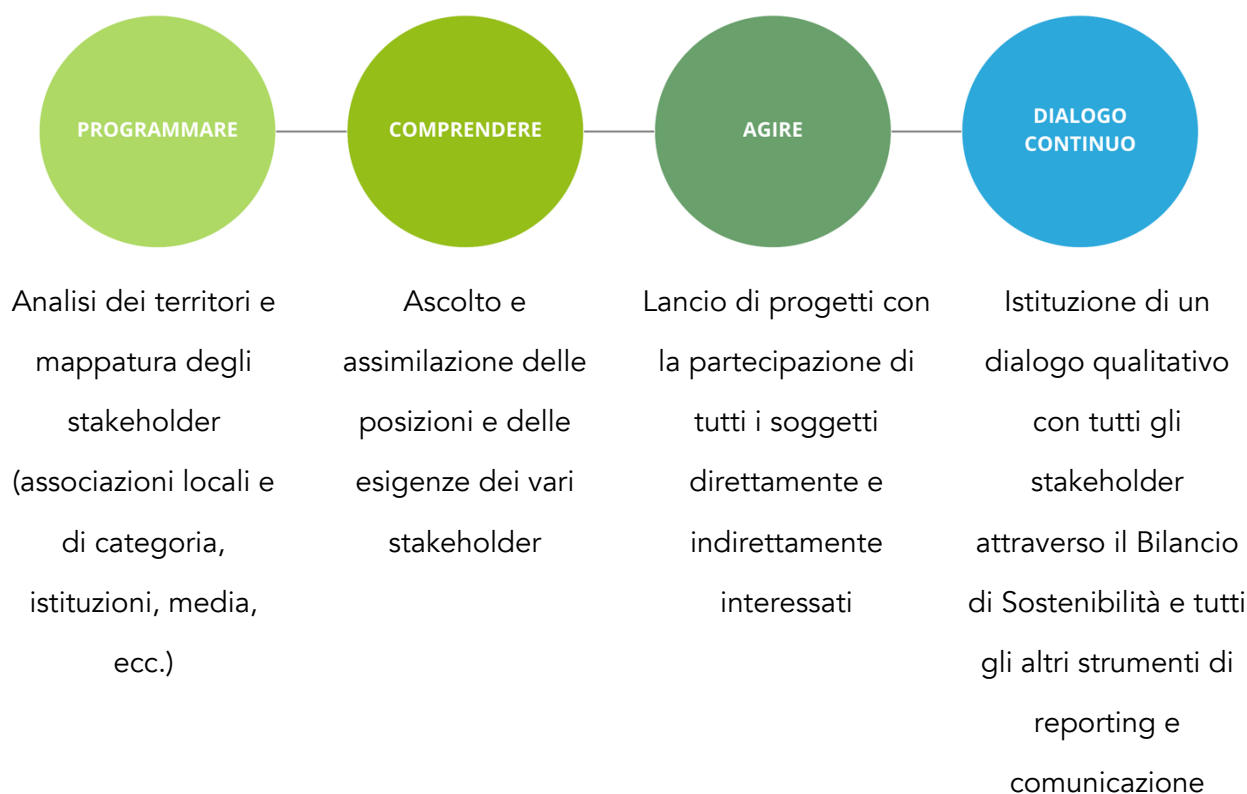 PROGRAMMARE
COMPRENDERE
AGIRE
DIALOGO
CONTINUO
Analisi dei territori e
mappatura degli
stakeholder
(associazioni locali e
di categoria,
istituzioni, media,
ecc.)
Ascolto e
assimilazione delle
posizioni e delle
esigenze dei vari
stakeholder
Lancio di progetti con
la partecipazione di
tutti i soggetti
direttamente e
indirettamente
interessati
Istituzione di un
dialogo qualitativo
con tutti gli
stakeholder
attraverso il Bilancio
di Sostenibilità e tutti
gli altri strumenti di
reporting e
comunicazione